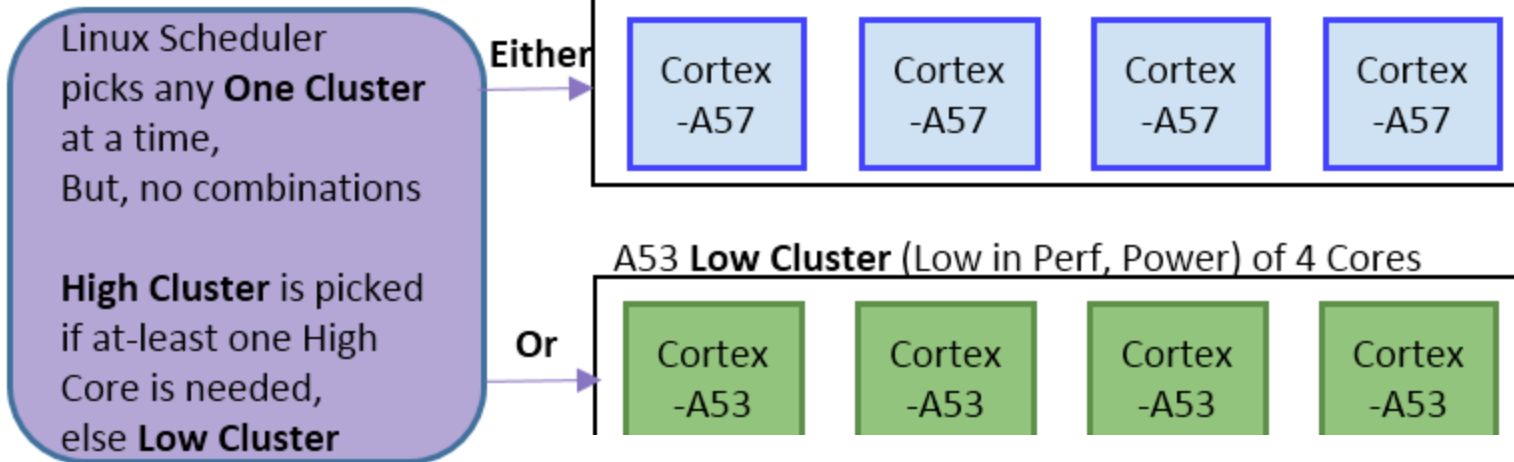 Linux Scheduler
picks any One Cluster
at a time,
But, no combinations
High Cluster is picked
if at-least one High
Core is needed,
else Low Cluster
Either
Cortex
-A57
Cortex
-A57
Cortex
-A57
Cortex
-A57
A53 Low Cluster (Low in Perf, Power) of 4 Cores
Or
Cortex
-A53
Cortex
-A53
Cortex
-A53
Cortex
-A53